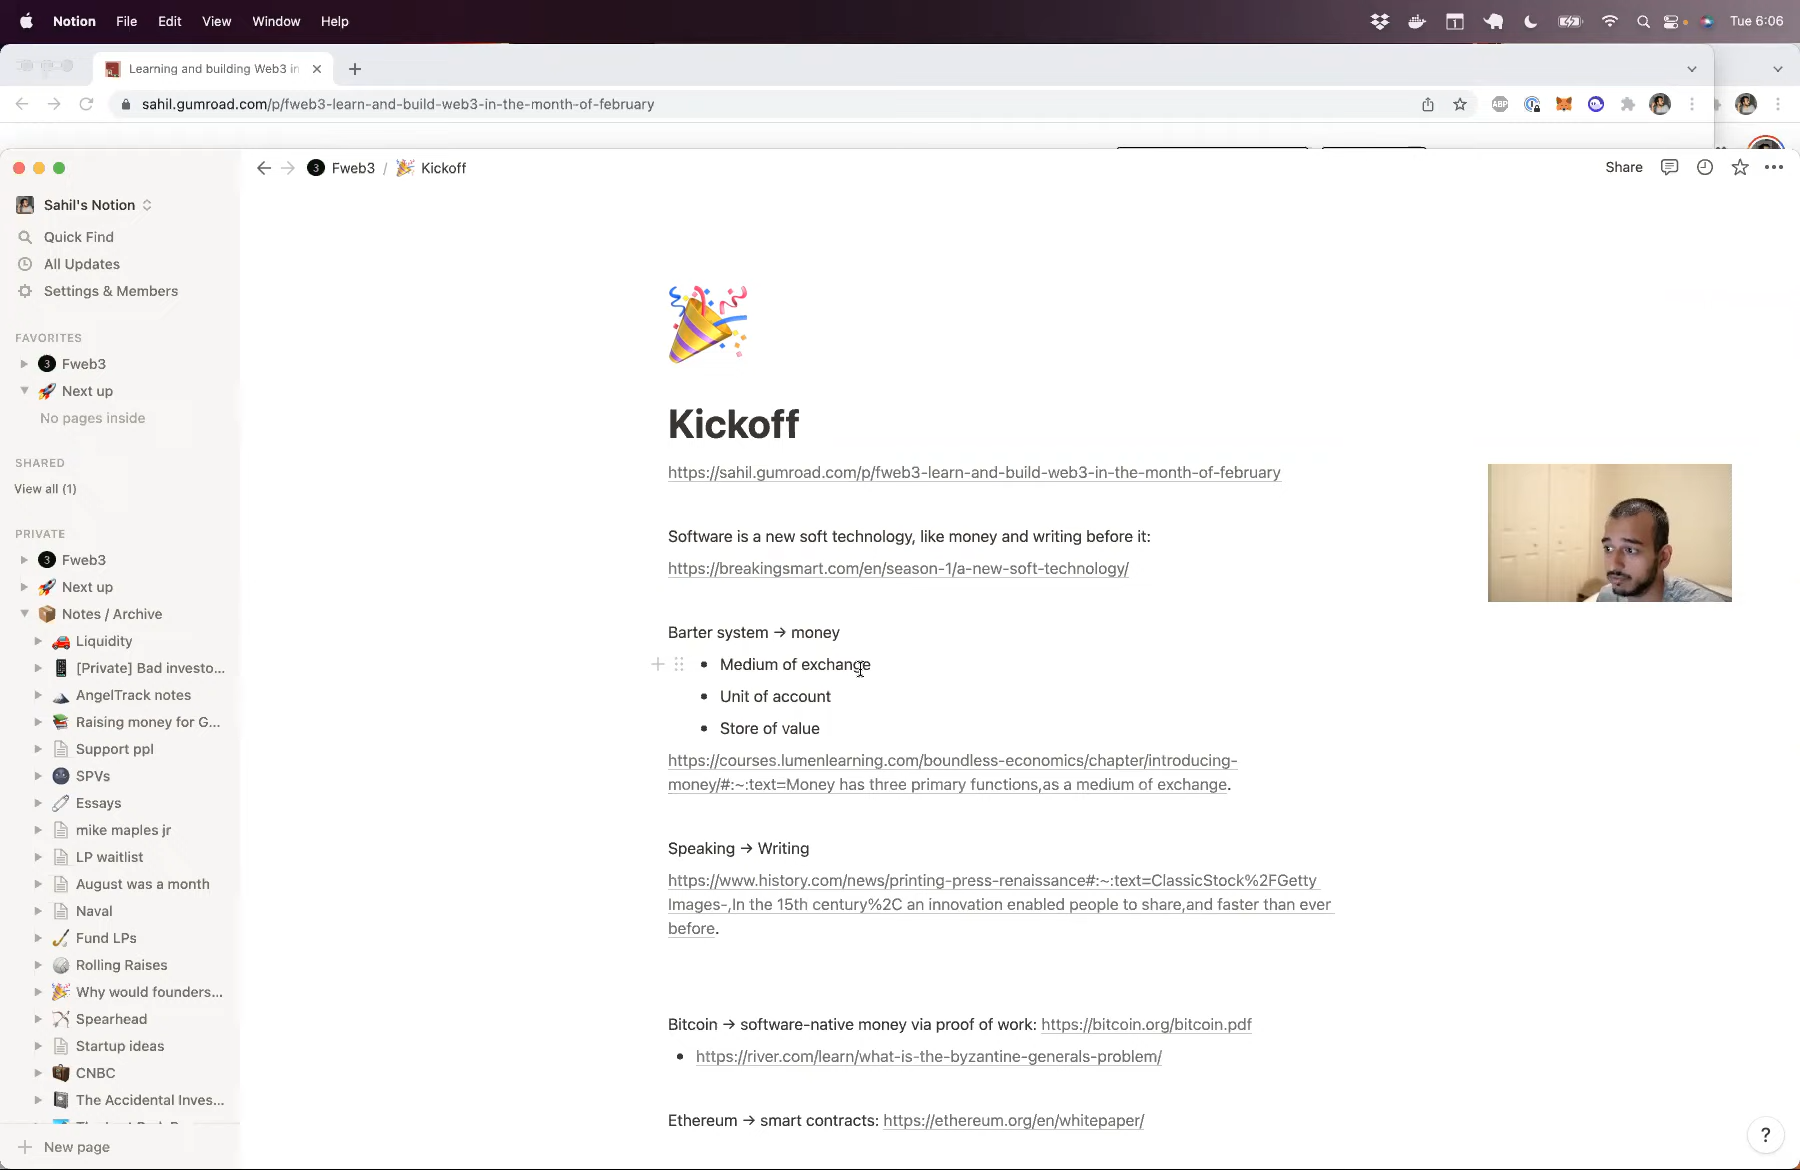 Notion File Edit View Window Help
1
Tue 6:06
Learning and building Web3 in
sahil.gumroad.com/p/fweb3-learn-and-build-web3-in-the-month-of-february
ABP
3 Fweb3 / Kickoff
Share
Sahil's Notion
Quick Find
All Updates
Settings & Members
FAVORITES
3 Fweb3
Next up
No pages inside
SHARED
View all (1)
PRIVATE
3 Fweb3
Next up
Notes / Archive
Liquidity
[Private] Bad investo...
AngelTrack notes
Raising money for G...
Support ppl
SPVs
Essays
mike maples jr
LP waitlist
August was a month
Naval
Fund LPs
Rolling Raises
Why would founders...
Spearhead
Startup ideas
CNBC
The Accidental Inves...
New page
Kickoff
https://sahil.gumroad.com/p/fweb3-learn-and-build-web3-in-the-month-of-february
Software is a new soft technology, like money and writing before it:
https://breakingsmart.com/en/season-1/a-new-soft-technology/
Barter system → money
• Medium of exchange
• Unit of account
• Store of value
https://courses.lumenlearning.com/boundless-economics/chapter/introducing-
money/#:~:text=Money has three primary functions,as a medium of exchange.
Speaking → Writing
https://www.history.com/news/printing-press-renaissance#:~:text=ClassicStock%2FGetty
Images-,In the 15th century%2C an innovation enabled people to share,and faster than ever
before.
Bitcoin → software-native money via proof of work: https://bitcoin.org/bitcoin.pdf
• https://river.com/learn/what-is-the-byzantine-generals-problem/
Ethereum → smart contracts: https://ethereum.org/en/whitepaper/
?